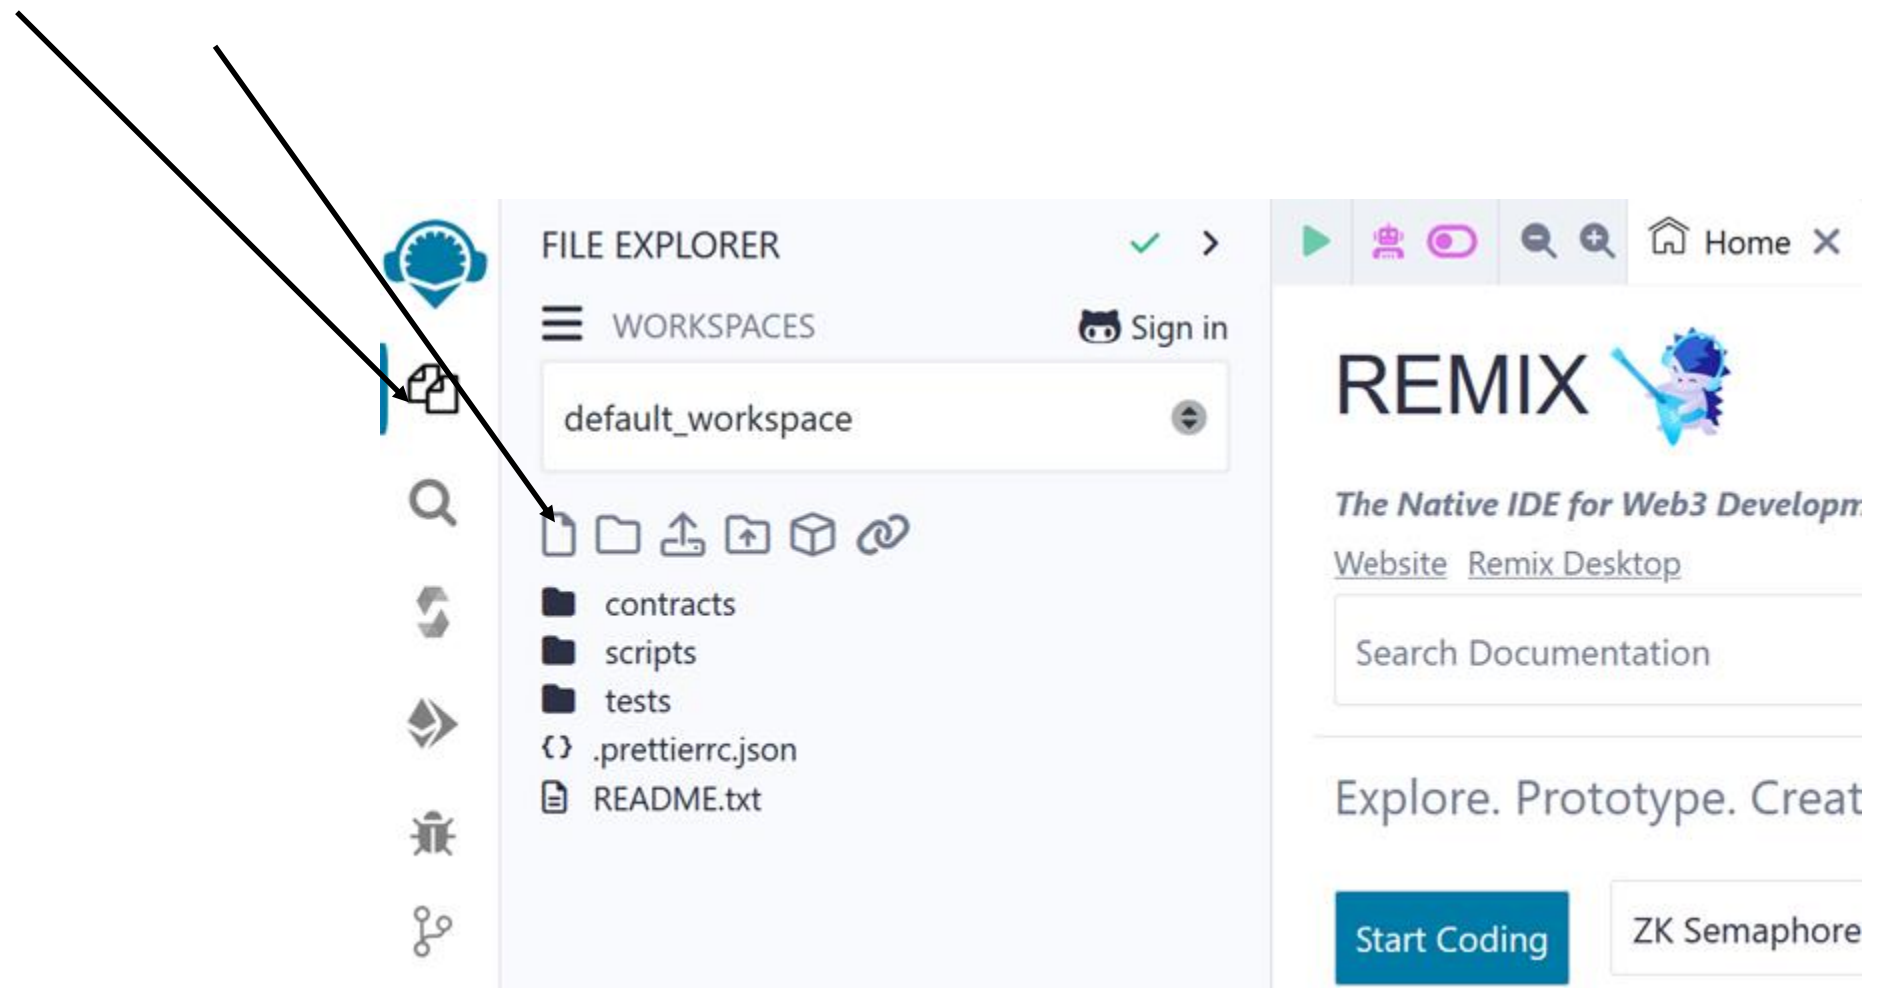 FILE EXPLORER
WORKSPACES
Sign in
default_workspace
contracts
scripts
tests
{} .prettierrc.json
README.txt
Home
REMIX
The Native IDE for Web3 Developm
Website Remix Desktop
Search Documentation
Explore. Prototype. Creat
Start Coding
ZK Semaphore